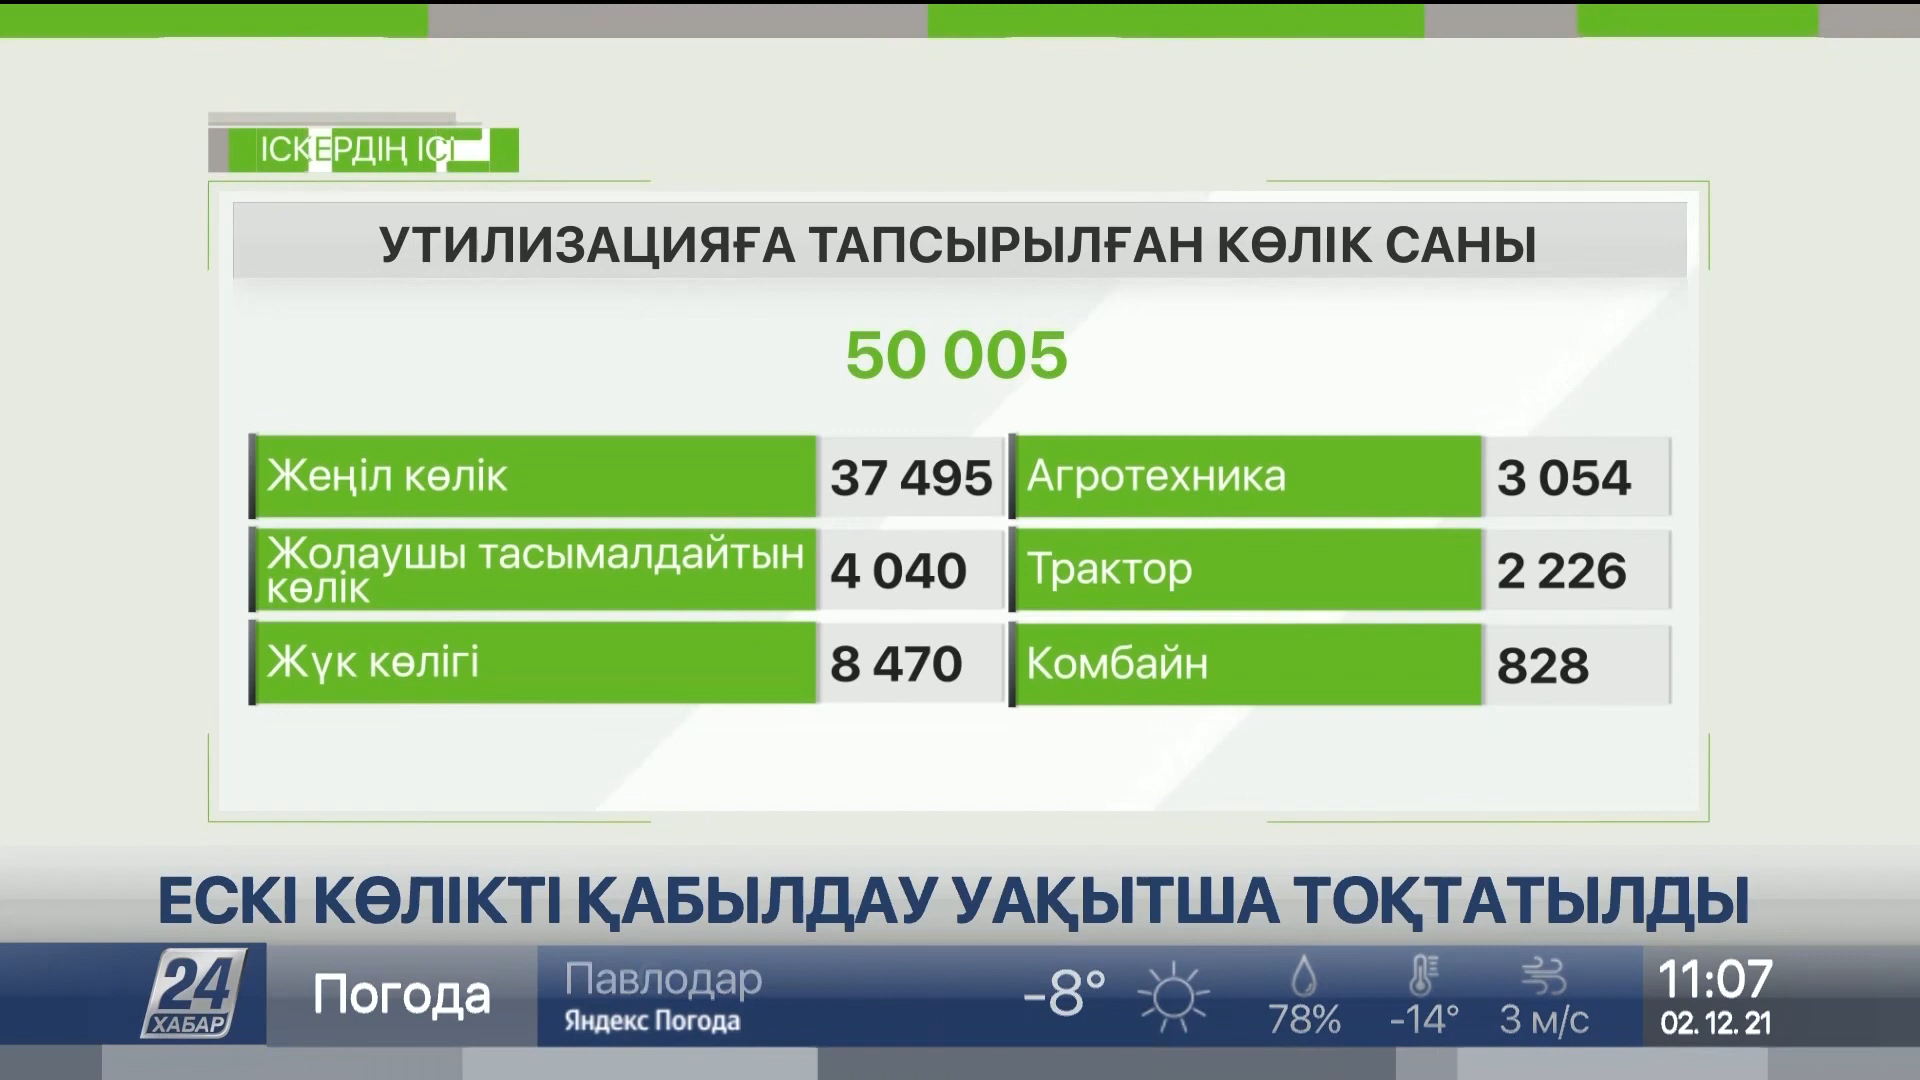 ІСКЕРДІҢ ІСІ
УТИЛИЗАЦИЯҒА ТАПСЫРЫЛҒАН КӨЛІК САНЫ
50 005
Жеңіл көлік 37 495
Жолаушы тасымалдайтын
көлік 4 040
Жүк көлігі 8 470
Агротехника 3 054
Трактор 2 226
Комбайн 828
ЕСКІ КӨЛІКТІ ҚАБЫЛДАУ УАҚЫТША ТОҚТАТЫЛДЫ
24
ХАБАР
Погода
Павлодар
Яндекс Погода
-8°
78%
-14°
3 м/с
11:07
02. 12. 21